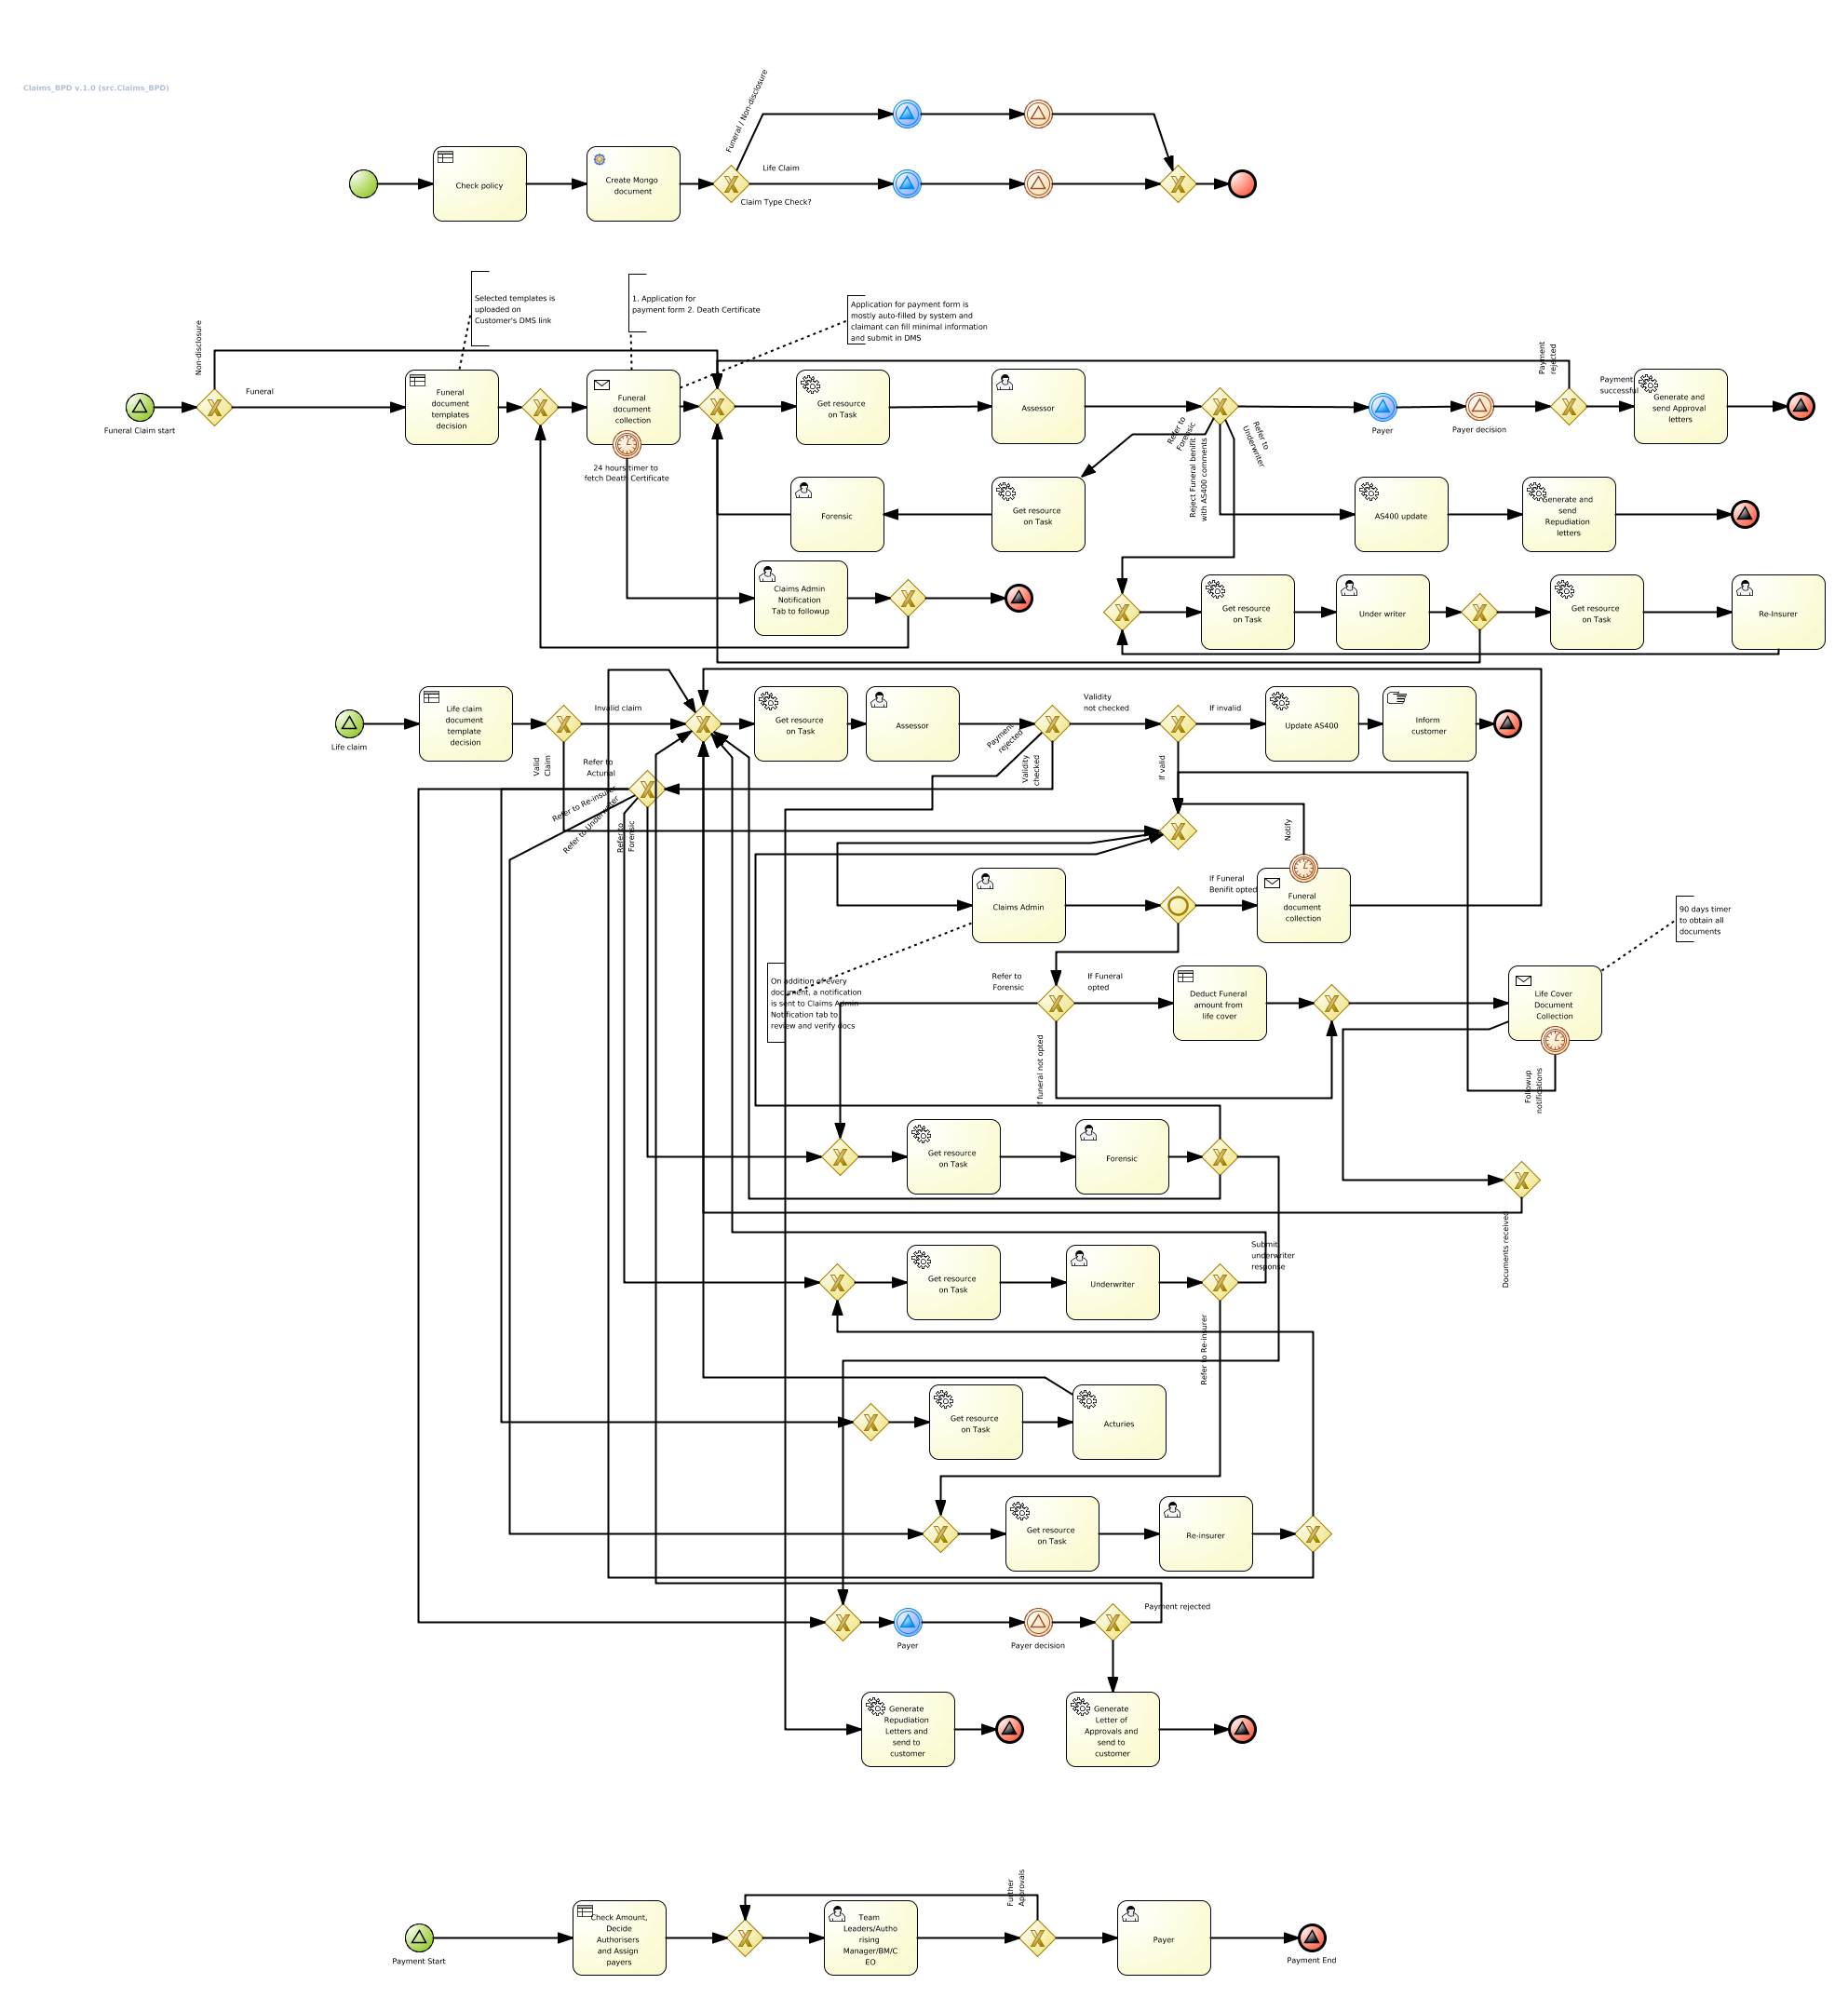 Claims_BPD v.1.0 (src.Claims_BPD)
Funeral / Non-disclosure
Check policy
Create Mongo
document
Life Claim
Claim Type Check?
Selected templates is
uploaded on
Customer's DMS link
1. Application for
payment form 2. Death Certificate
Application for payment form is
mostly auto-filled by system and
claimant can fill minimal information
and submit in DMS
Non-disclosure
Funeral
Funeral Claim start
Funeral
document
templates
decision
Funeral
document
collection
24 hours timer to
fetch Death Certificate
Get resource
on Task
Assessor
Refer to
Forensic
Reject Funeral benifit
with AS400 comments
Refer to
Underwriter
Payer
Payer decision
Payment
rejected
Payment
successful
Generate and
send Approval
letters
Forensic
Get resource
on Task
AS400 update
Generate and
send
Repudiation
letters
Claims Admin
Notification
Tab to followup
Get resource
on Task
Under writer
Get resource
on Task
Re-Insurer
Life claim
Life claim
document
template
decision
Invalid claim
Valid
Claim
Get resource
on Task
Assessor
Payment
rejected
Validity
checked
Validity
not checked
If invalid
If valid
Update AS400
Inform
customer
Refer to
Acturial
Refer to Re-insurer
Refer to Underwriter
Refer to
Forensic
Notify
Claims Admin
If Funeral
Benifit opted
Funeral
document
collection
90 days timer
to obtain all
documents
On addition of every
document, a notification
is sent to Claims Admin
Notification tab to
review and verify docs
Refer to
Forensic
If Funeral
opted
If funeral not opted
Deduct Funeral
amount from
life cover
Life Cover
Document
Collection
Followup
notifications
Get resource
on Task
Forensic
Documents received
Get resource
on Task
Underwriter
Submit
underwriter
response
Refer to Re-insurer
Get resource
on Task
Acturies
Get resource
on Task
Re-insurer
Payer
Payer decision
Payment rejected
Generate
Repudiation
Letters and
send to
customer
Generate
Letter of
Approvals and
send to
customer
Payment Start
Check Amount,
Decide
Authorisers
and Assign
payers
Team
Leaders/Autho
rising
Manager/BM/C
EO
Further
Approvals
Payer
Payment End